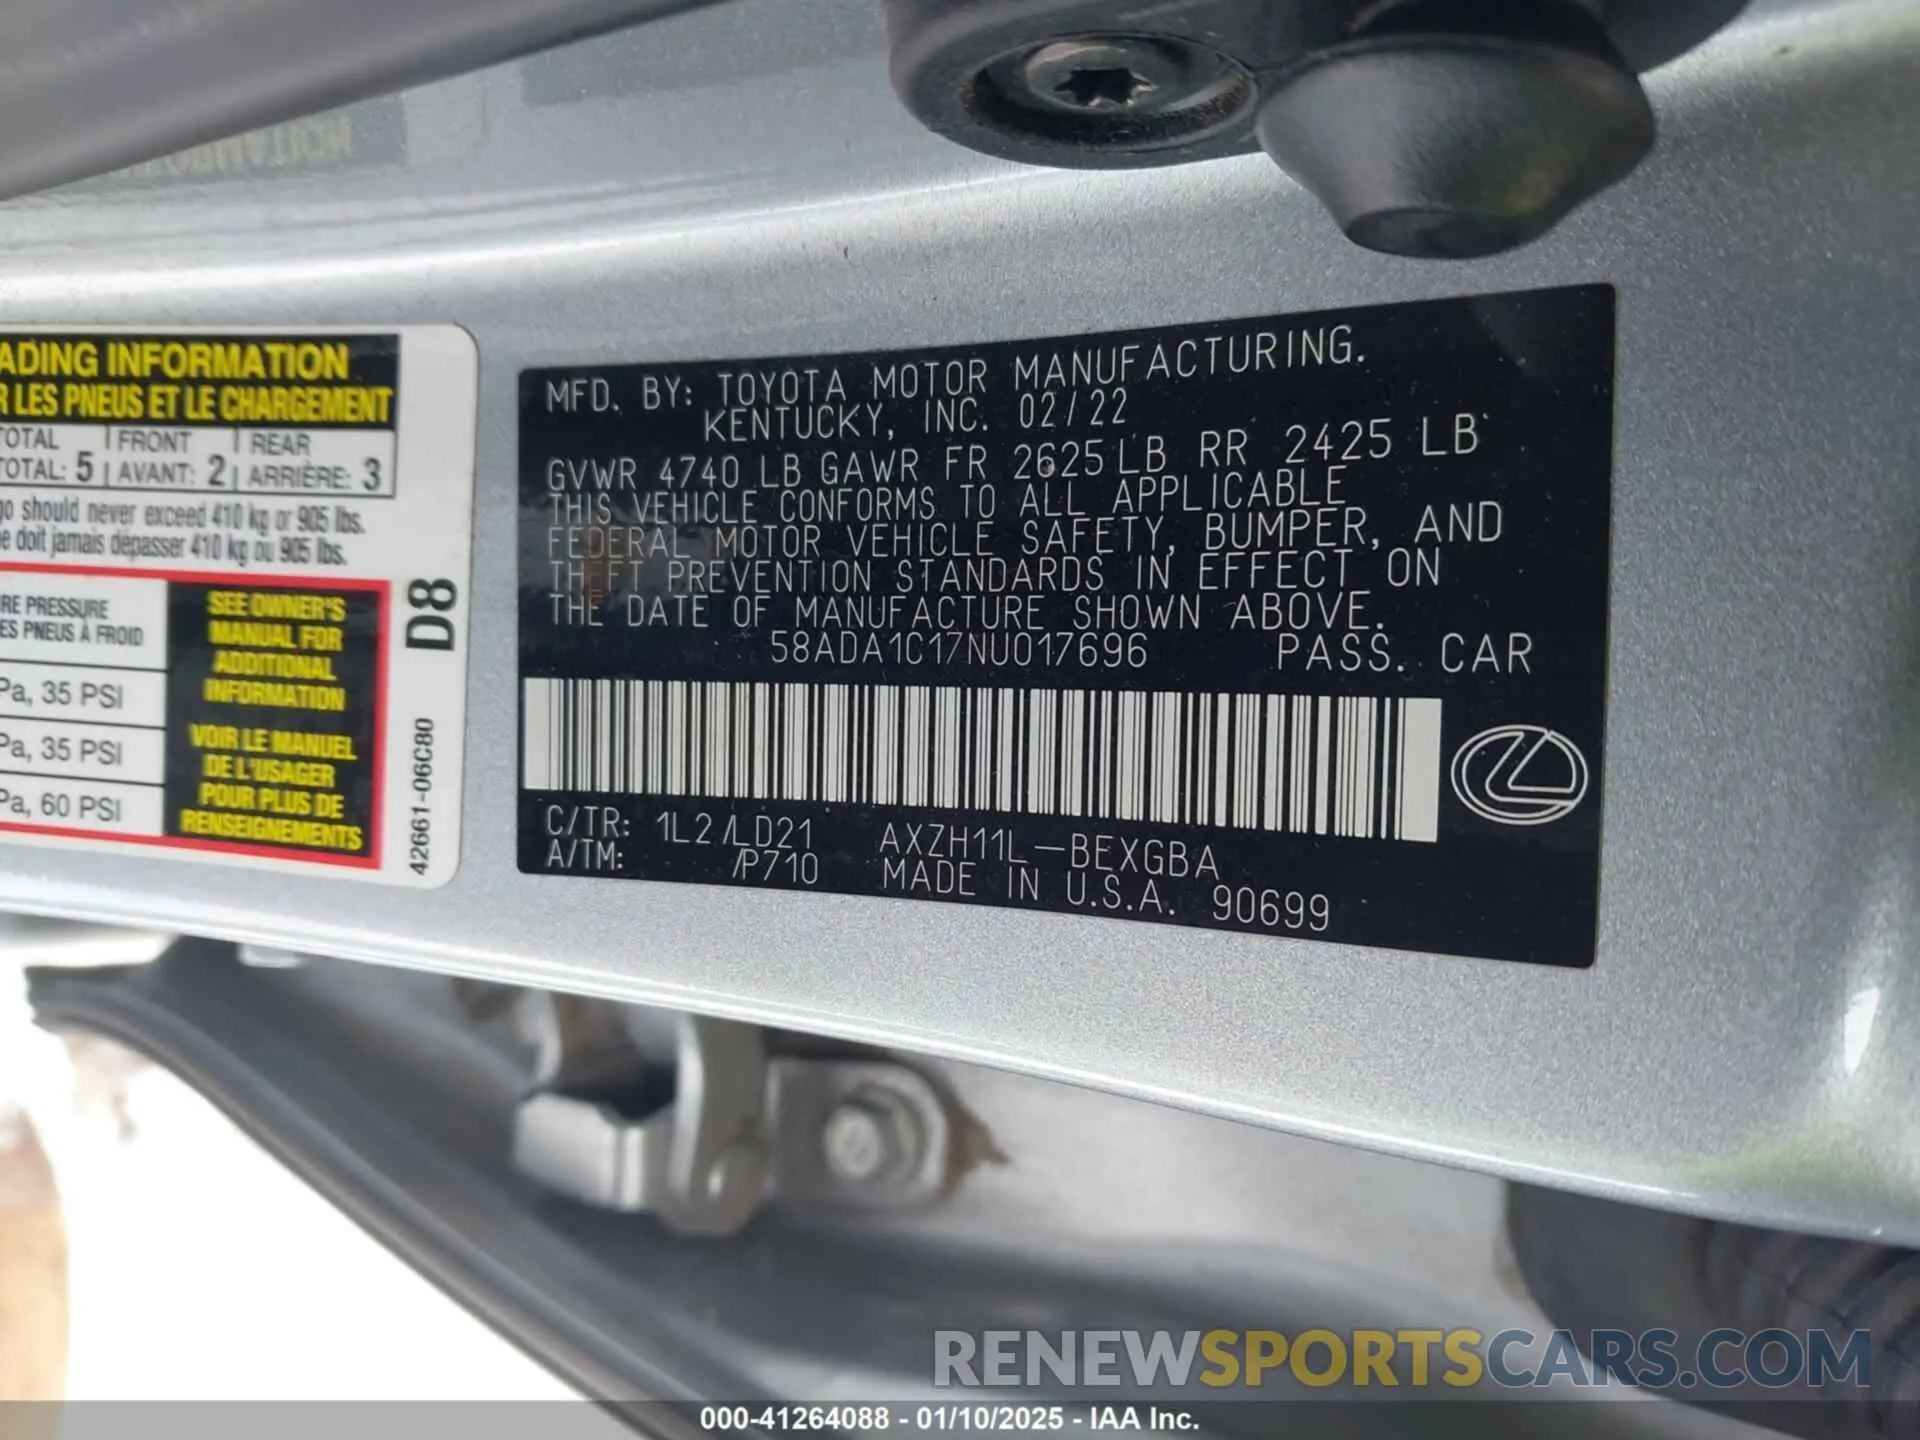 ADING INFORMATION
R LES PNEUS ET LE CHARGEMENT
TOTAL FRONT REAR
TOTAL: 5 AVANT: 2 ARRIÈRE: 3
go should never exceed 410 kg or 905 lbs.
e doit jamais dépasser 410 kg ou 905 lbs.
RE PRESSURE
ES PNEUS À FROID
Pa, 35 PSI
Pa, 35 PSI
Pa, 60 PSI
SEE OWNER'S
MANUAL FOR
ADDITIONAL
INFORMATION
VOIR LE MANUEL
DE L'USAGER
POUR PLUS DE
RENSEIGNEMENTS
D8
42661-06C80
MFD. BY: TOYOTA MOTOR MANUFACTURING.
KENTUCKY, INC. 02/22
GVWR 4740 LB GAWR FR 2625 LB RR 2425 LB
THIS VEHICLE CONFORMS TO ALL APPLICABLE
FEDERAL MOTOR VEHICLE SAFETY, BUMPER, AND
THEFT PREVENTION STANDARDS IN EFFECT ON
THE DATE OF MANUFACTURE SHOWN ABOVE.
58ADA1C17NU017696 PASS. CAR
C/TR: 1L2/LD21 AXZH11L-BEXGBA
A/TM: /P710 MADE IN U.S.A. 90699
RENEWSPORTSCARS.COM
000-41264088 - 01/10/2025 - IAA Inc.